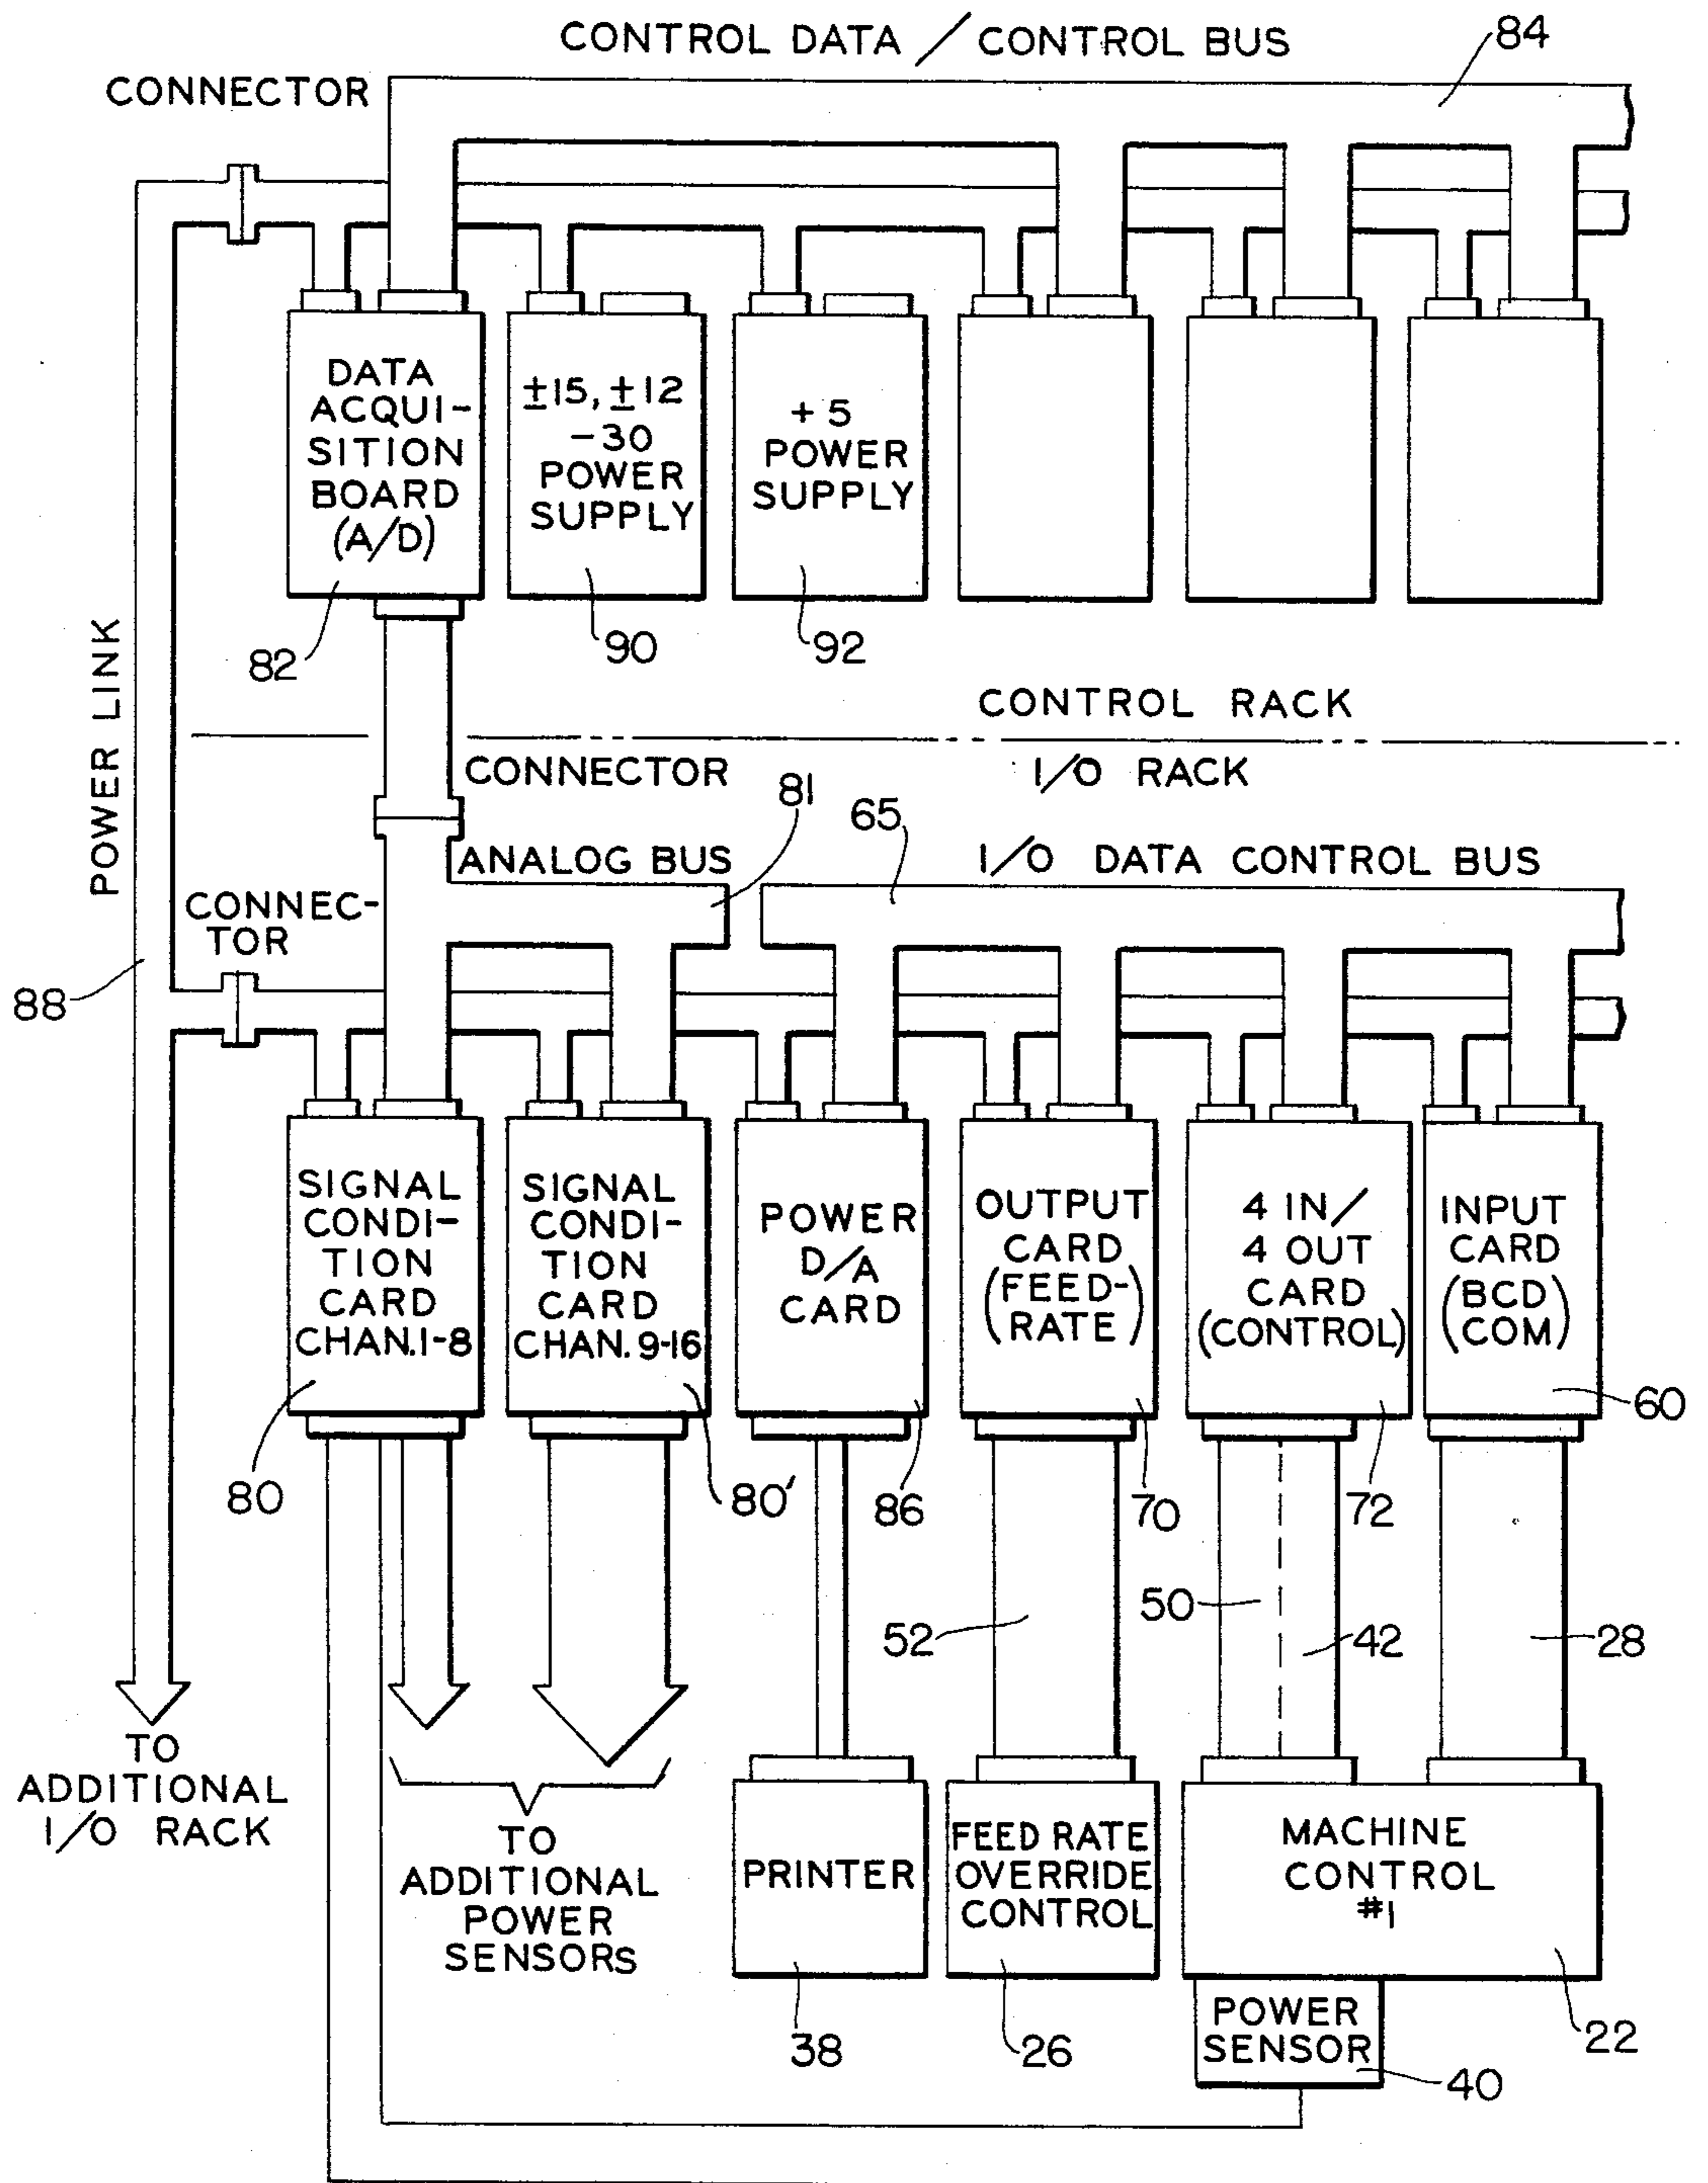 CONTROL DATA / CONTROL BUS
84
CONNECTOR
DATA
ACQUI-
SITION
BOARD
(A/D)
±15, ±12
-30
POWER
SUPPLY
+5
POWER
SUPPLY
82
90
92
POWER LINK
CONTROL RACK
CONNECTOR
I/O RACK
81
65
ANALOG BUS
I/O DATA CONTROL BUS
CONNEC-
TOR
88
SIGNAL
CONDI-
TION
CARD
CHAN.1-8
SIGNAL
CONDI-
TION
CARD
CHAN. 9-16
POWER
D/A
CARD
OUTPUT
CARD
(FEED-
RATE)
4 IN/
4 OUT
CARD
(CONTROL)
INPUT
CARD
(BCD
COM)
60
80
80'
86
70
72
52
50
42
28
TO
ADDITIONAL
I/O RACK
TO
ADDITIONAL
POWER
SENSORS
PRINTER
FEED RATE
OVERRIDE
CONTROL
MACHINE
CONTROL
#1
POWER
SENSOR
38
26
22
40